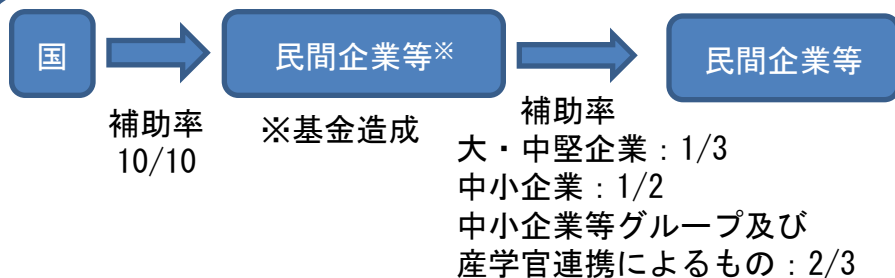 国
民間企業等※
民間企業等
補助率
10/10
※基金造成
補助率
大・中堅企業：1/3
中小企業：1/2
中小企業等グループ及び
産学官連携によるもの：2/3